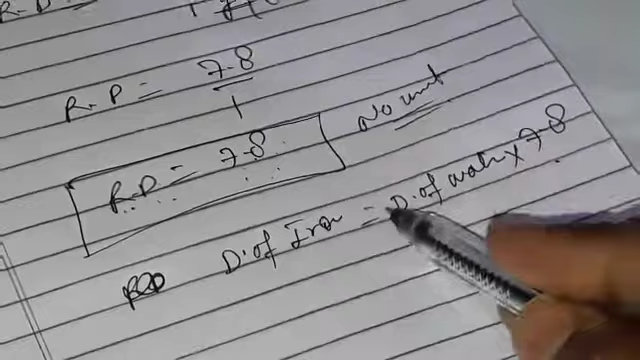 R.D
R.D = 7.8
1
R.D = 7.8
No unit
D. of Iron = D. of water × 7.8